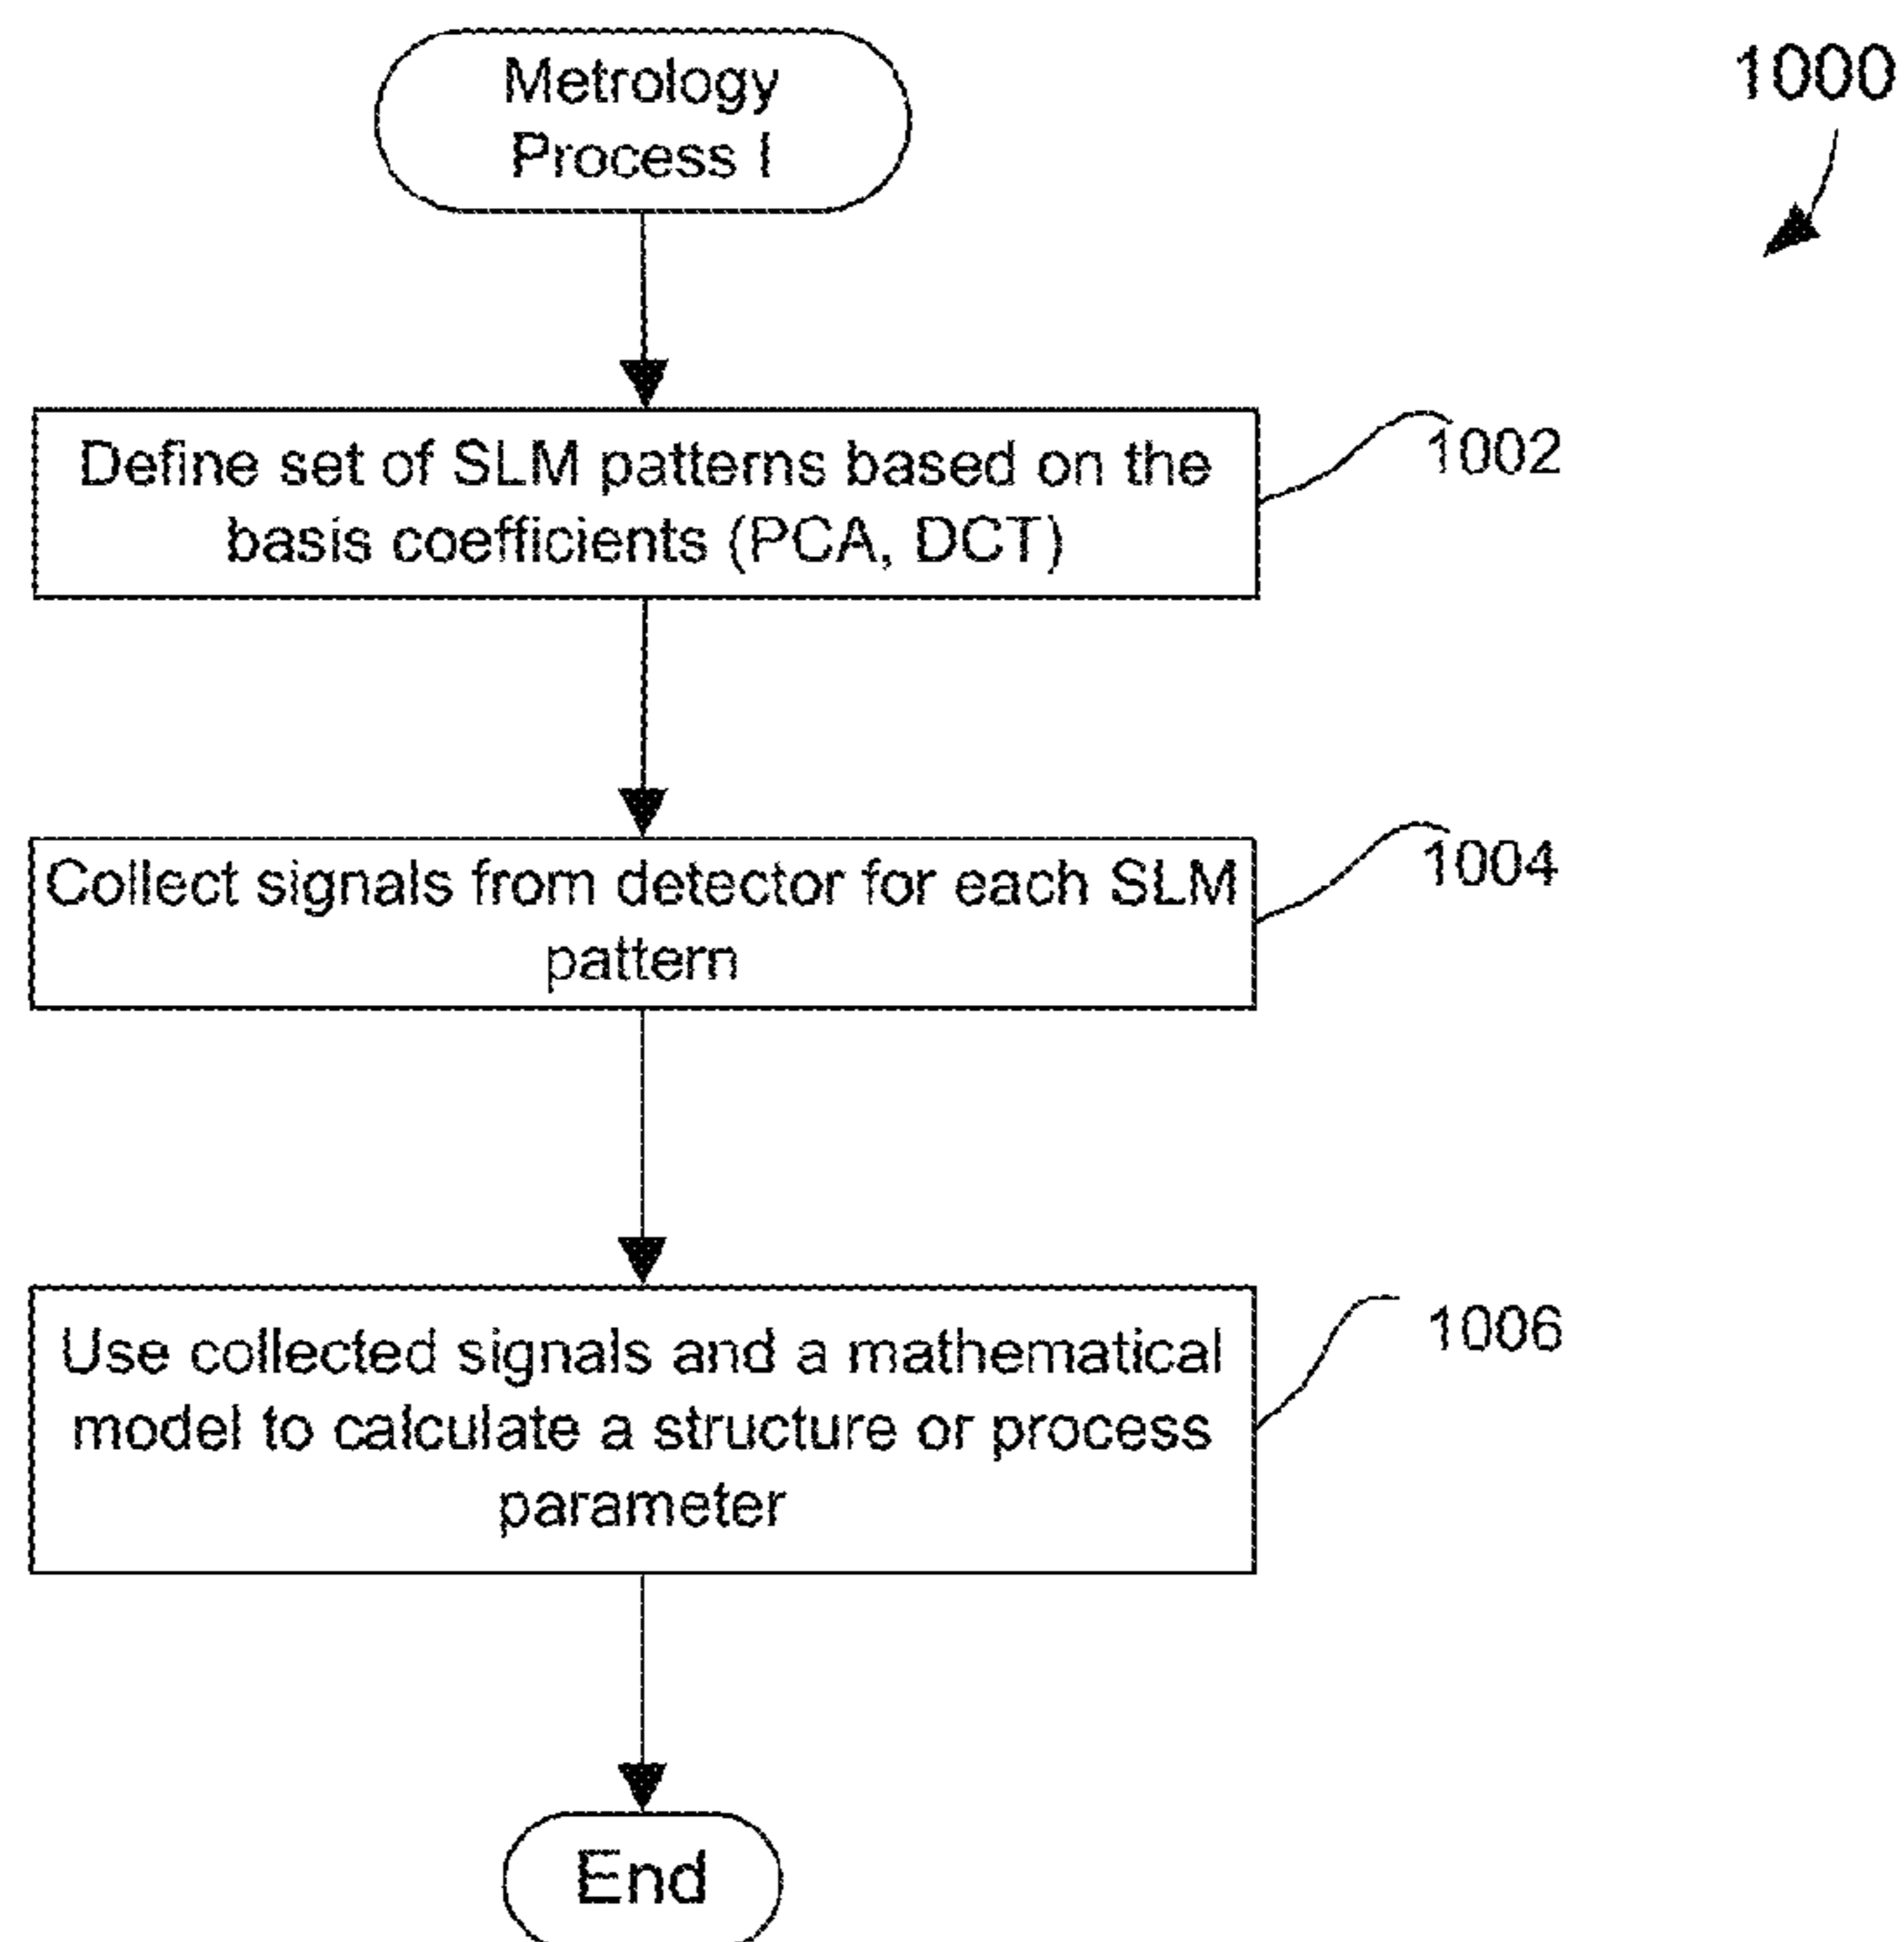 Metrology
Process I
1000
Define set of SLM patterns based on the
basis coefficients (PCA, DCT)
1002
Collect signals from detector for each SLM
pattern
1004
Use collected signals and a mathematical
model to calculate a structure or process
parameter
1006
End